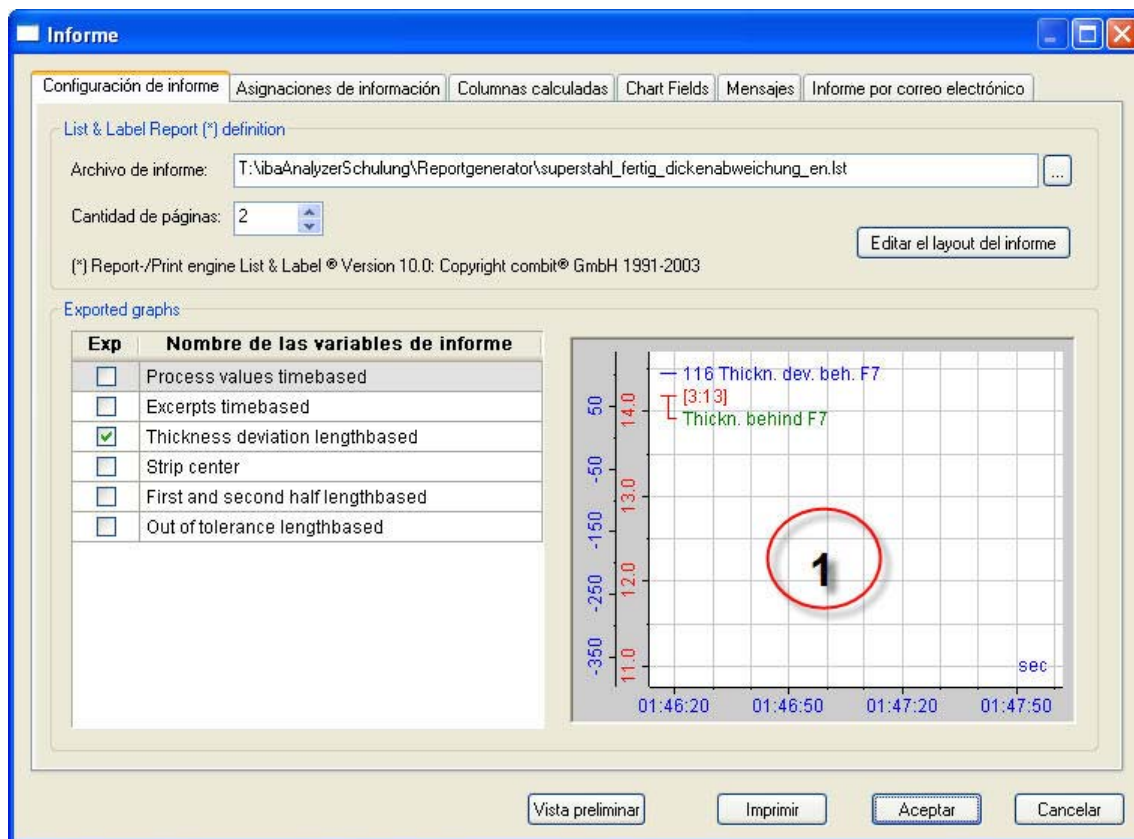 Informe
Configuración de informe Asignaciones de información Columnas calculadas Chart Fields Mensajes Informe por correo electrónico
List & Label Report (*) definition
Archivo de informe: T:\ibaAnalyzerSchulung\Reportgenerator\superstahl_fertig_dickenabweichung_en.lst ...
Cantidad de páginas: 2
Editar el layout del informe
(*) Report-/Print engine List & Label ® Version 10.0: Copyright combit® GmbH 1991-2003
Exported graphs
Exp Nombre de las variables de informe
Process values timebased
Excerpts timebased
Thickness deviation lengthbased
Strip center
First and second half lengthbased
Out of tolerance lengthbased
116 Thickn. dev. beh. F7
[3:13]
Thickn. behind F7
50
-50
-150
-250
-350
14.0
13.0
12.0
11.0
1
sec
01:46:20 01:46:50 01:47:20 01:47:50
Vista preliminar Imprimir Aceptar Cancelar